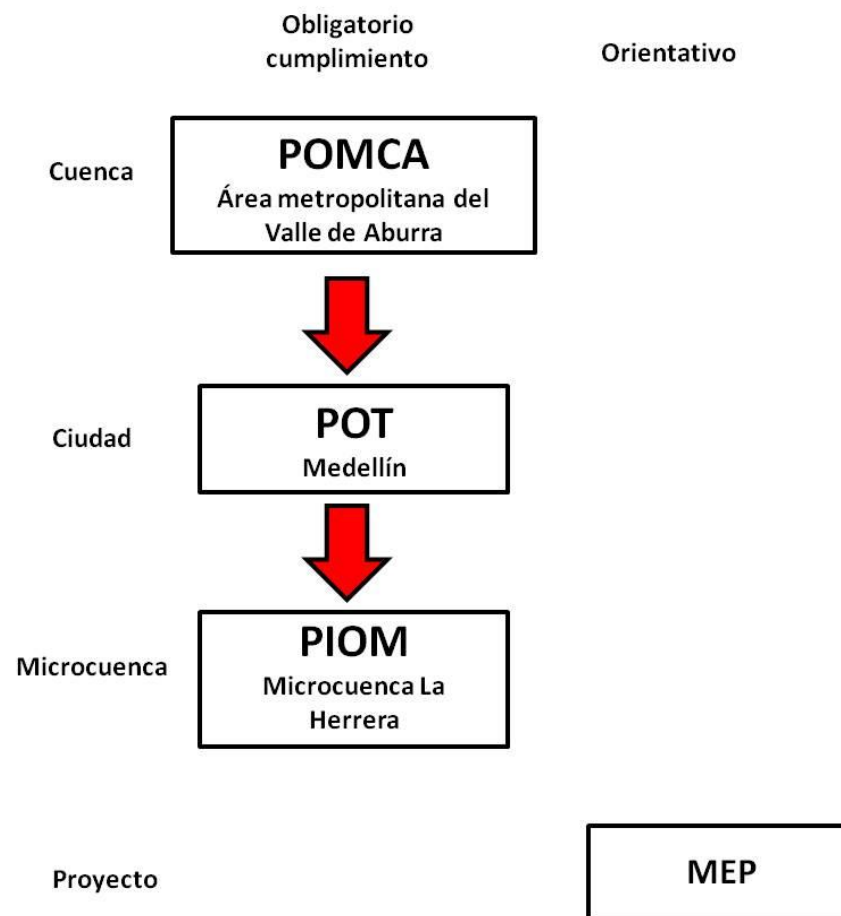 Obligatorio
cumplimiento
Orientativo
Cuenca
POMCA
Área metropolitana del
Valle de Aburra
Ciudad
POT
Medellín
Microcuenca
PIOM
Microcuenca La
Herrera
Proyecto
MEP